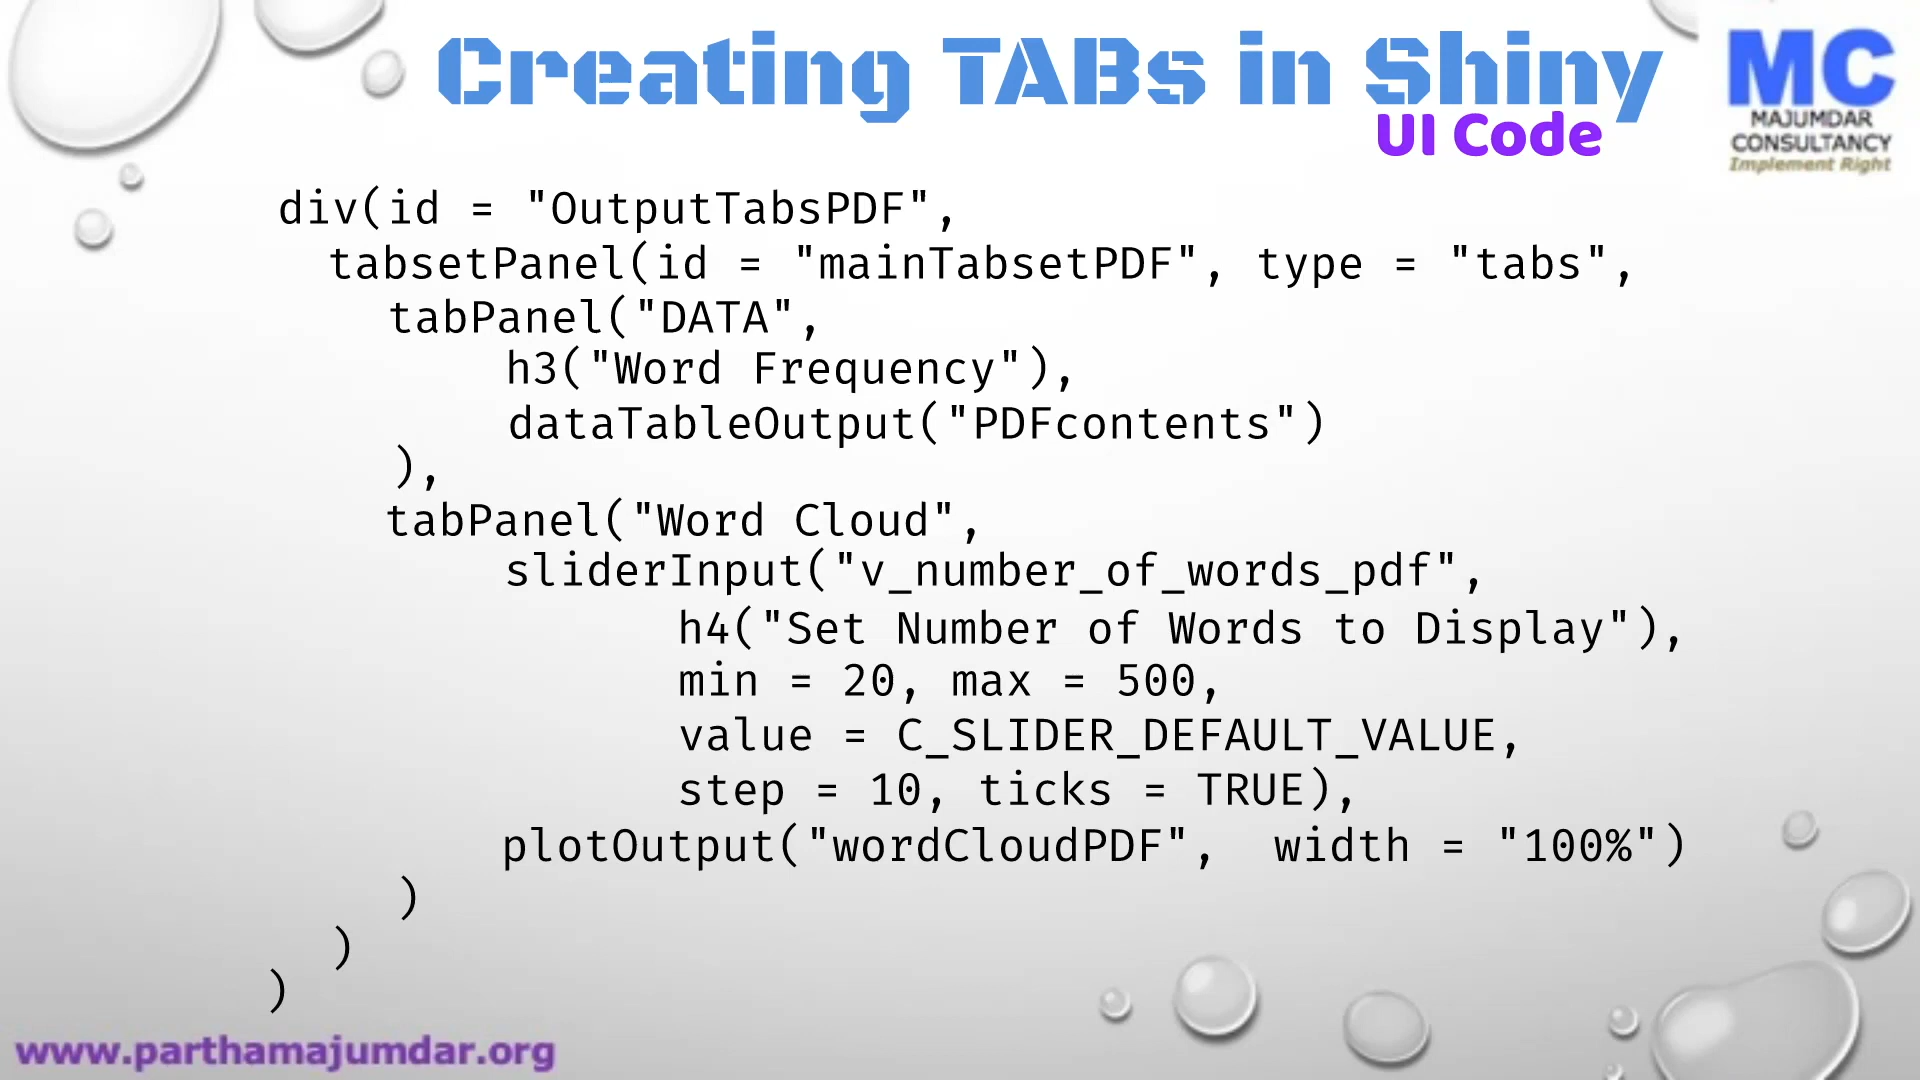 Creating TABs in Shiny
UI Code
MC
MAJUMDAR
CONSULTANCY
Implement Right
div(id = "OutputTabsPDF",
tabsetPanel(id = "mainTabsetPDF", type = "tabs",
tabPanel("DATA",
h3("Word Frequency"),
dataTableOutput("PDFcontents")
),
tabPanel("Word Cloud",
sliderInput("v_number_of_words_pdf",
h4("Set Number of Words to Display"),
min = 20, max = 500,
value = C_SLIDER_DEFAULT_VALUE,
step = 10, ticks = TRUE),
plotOutput("wordCloudPDF", width = "100%")
)
)
)
www.parthamajumdar.org